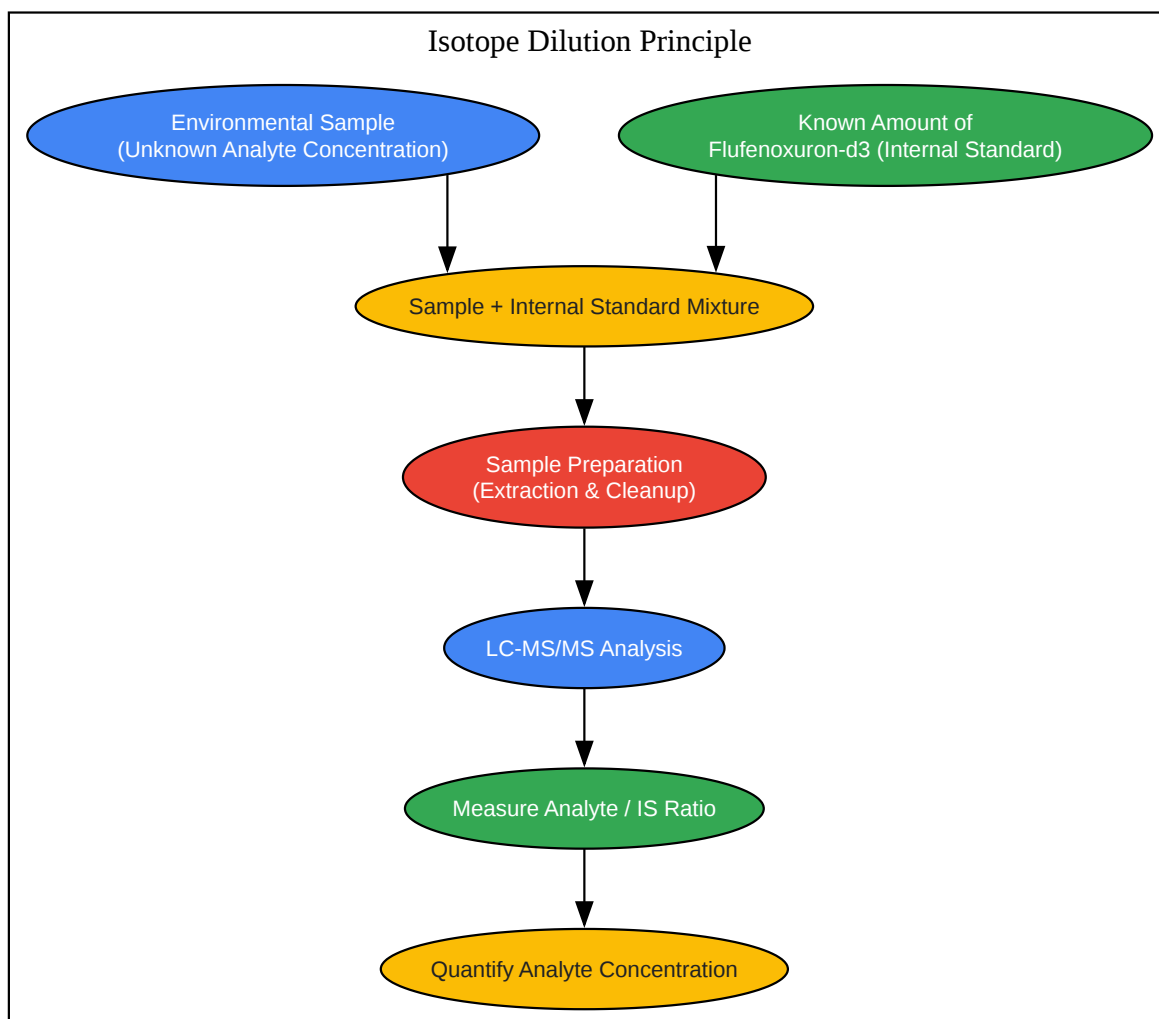 Isotope Dilution Principle
Environmental Sample
(Unknown Analyte Concentration)
Known Amount of
Flufenoxuron-d3 (Internal Standard)
Sample + Internal Standard Mixture
Sample Preparation
(Extraction & Cleanup)
LC-MS/MS Analysis
Measure Analyte / IS Ratio
Quantify Analyte Concentration